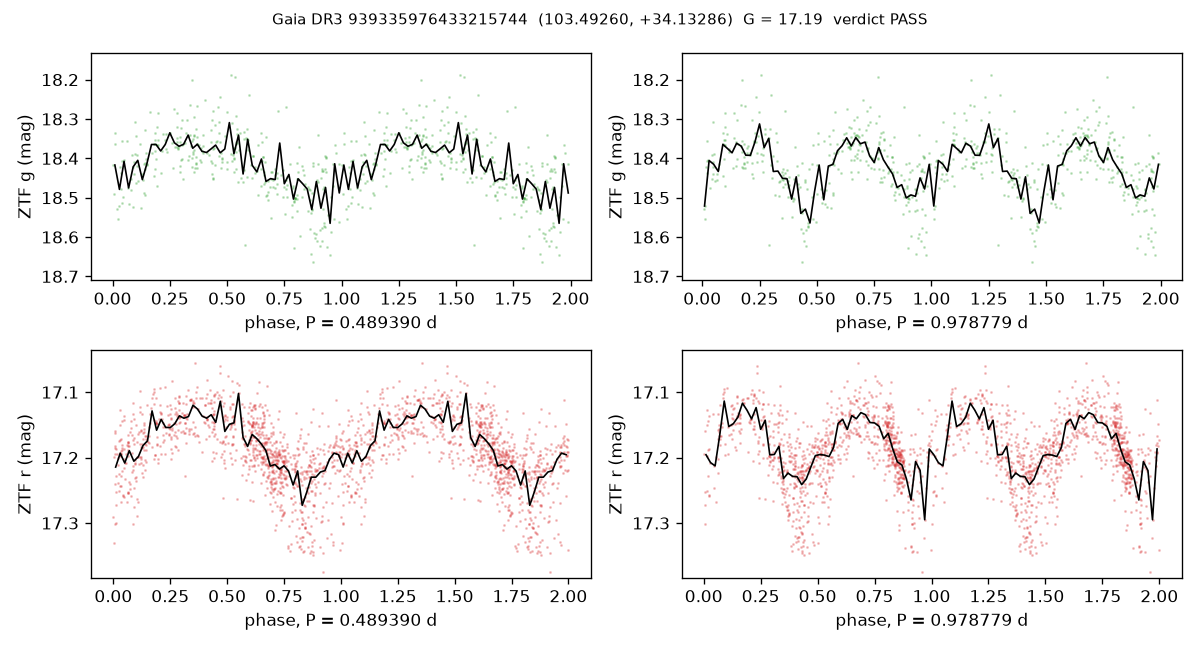 Gaia DR3 939335976433215744  (103.49260, +34.13286)  G = 17.19  verdict PASS
ZTF g (mag)
18.2
18.3
18.4
18.5
18.6
18.7
0.00 0.25 0.50 0.75 1.00 1.25 1.50 1.75 2.00
phase, P = 0.489390 d
ZTF g (mag)
18.2
18.3
18.4
18.5
18.6
18.7
0.00 0.25 0.50 0.75 1.00 1.25 1.50 1.75 2.00
phase, P = 0.978779 d
ZTF r (mag)
17.1
17.2
17.3
0.00 0.25 0.50 0.75 1.00 1.25 1.50 1.75 2.00
phase, P = 0.489390 d
ZTF r (mag)
17.1
17.2
17.3
0.00 0.25 0.50 0.75 1.00 1.25 1.50 1.75 2.00
phase, P = 0.978779 d